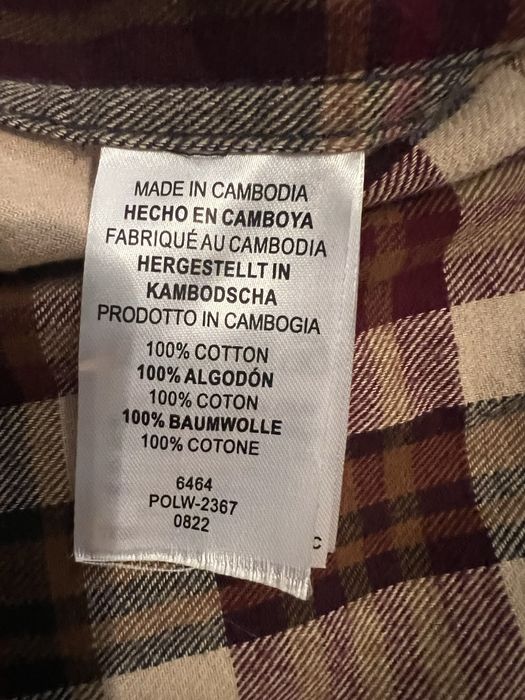 MADE IN CAMBODIA
HECHO EN CAMBOYA
FABRIQUÉ AU CAMBODIA
HERGESTELLT IN
KAMBODSCHA
PRODOTTO IN CAMBOGIA
100% COTTON
100% ALGODÓN
100% COTON
100% BAUMWOLLE
100% COTONE
6464
POLW-2367
0822
C